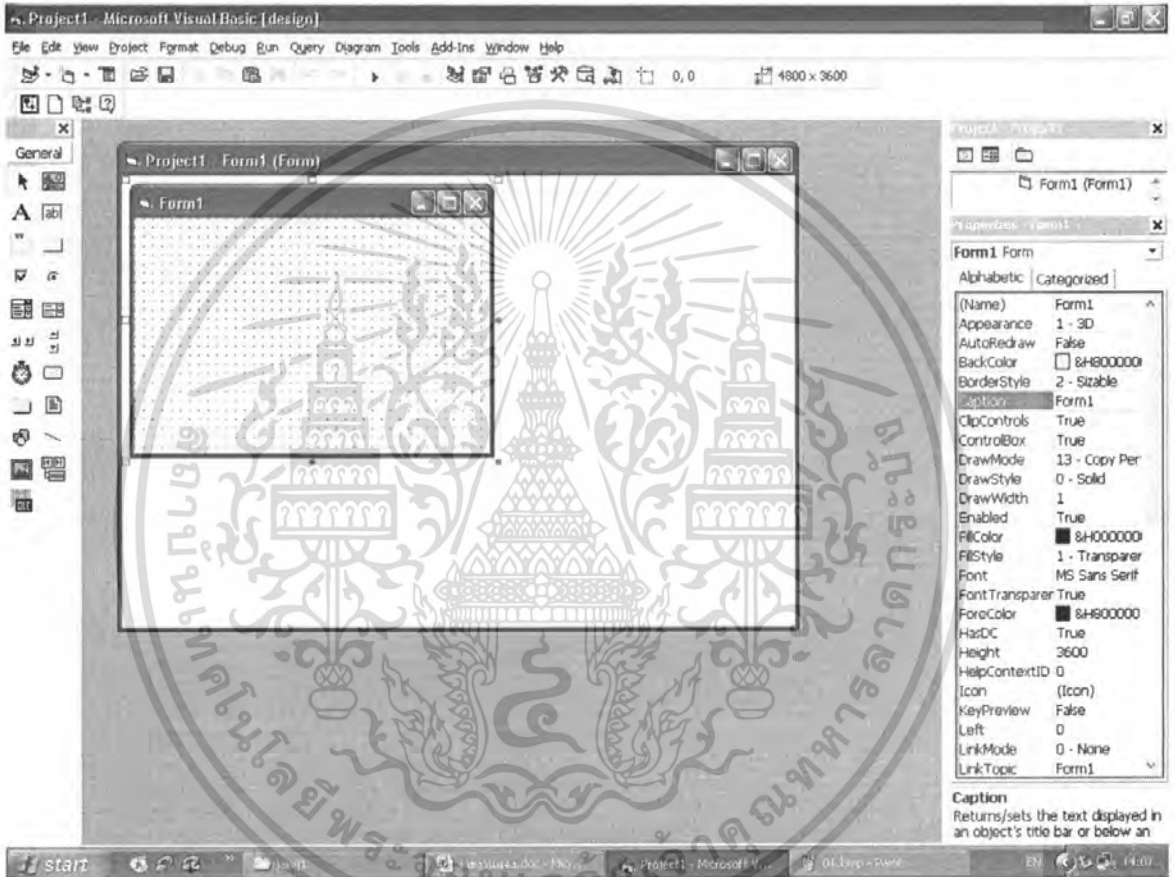 Project1 - Microsoft Visual Basic [design]
File Edit View Project Format Debug Run Query Diagram Tools Add-Ins Window Help
0, 0 4800 x 3600
General
A ab|
Project1 - Form1 (Form)
Form1
Form1 (Form1)
Form1 Form
Alphabetic Categorized
(Name) Form1
Appearance 1 - 3D
AutoRedraw False
BackColor &H8000000
BorderStyle 2 - Sizable
Caption Form1
ClipControls True
ControlBox True
DrawMode 13 - Copy Per
DrawStyle 0 - Solid
DrawWidth 1
Enabled True
FillColor &H0000000
FillStyle 1 - Transparer
Font MS Sans Serif
FontTransparer True
ForeColor &H800000
HasDC True
Height 3600
HelpContextID 0
Icon (Icon)
KeyPreview False
Left 0
LinkMode 0 - None
LinkTopic Form1
Caption
Returns/sets the text displayed in
an object's title bar or below an
start
Project1 - Microsoft V...
EN